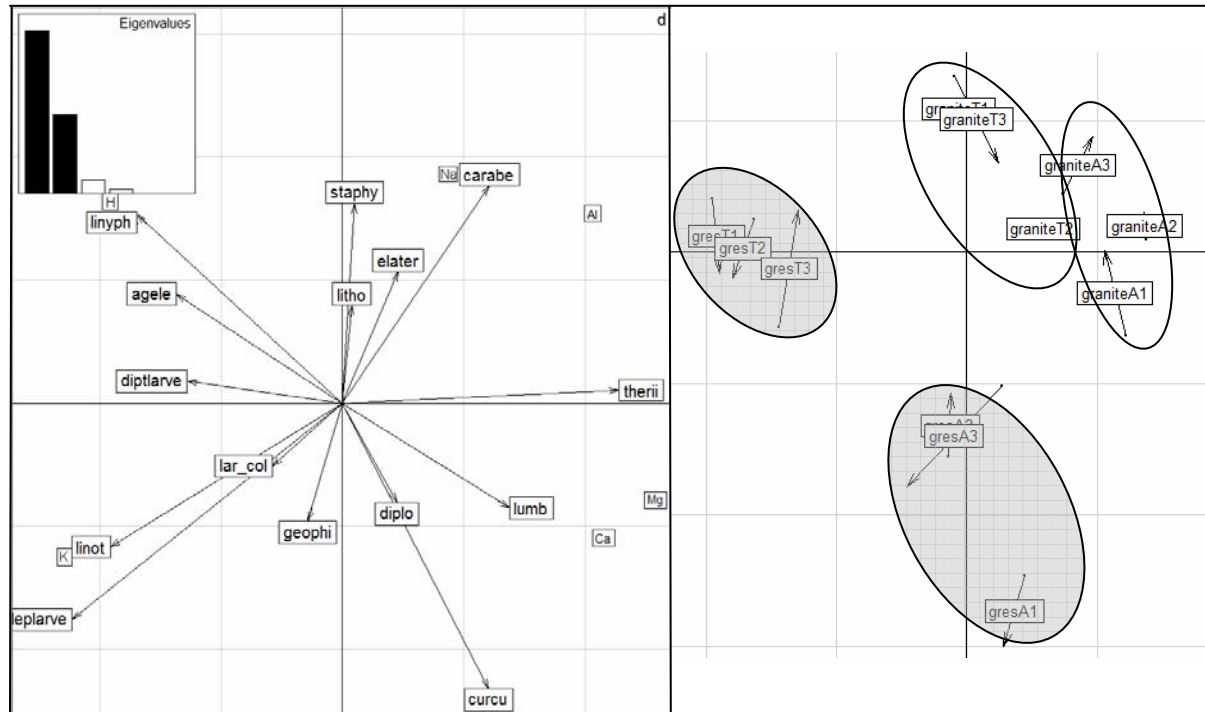 Eigenvalues
d
H
linyph
staphy
Na
carabe
Al
elater
agele
litho
diptlarve
therii
lar_col
lumb
Mg
diplo
geophi
Ca
linot
K
leplarve
curcu
graniteT1
graniteT3
graniteA3
graniteT2
graniteA2
gresT1
gresT2
gresT3
graniteA1
gresA2
gresA3
gresA1